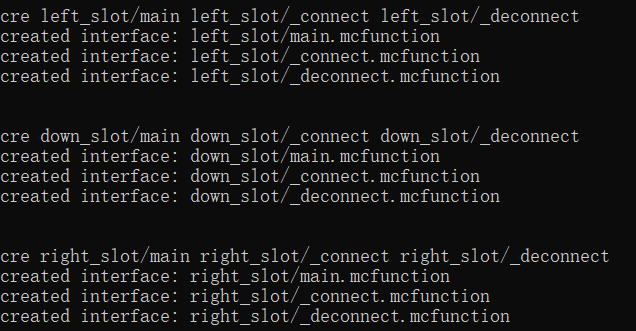 cre left_slot/main left_slot/_connect left_slot/_deconnect
created interface: left_slot/main.mcfunction
created interface: left_slot/_connect.mcfunction
created interface: left_slot/_deconnect.mcfunction
cre down_slot/main down_slot/_connect down_slot/_deconnect
created interface: down_slot/main.mcfunction
created interface: down_slot/_connect.mcfunction
created interface: down_slot/_deconnect.mcfunction
cre right_slot/main right_slot/_connect right_slot/_deconnect
created interface: right_slot/main.mcfunction
created interface: right_slot/_connect.mcfunction
created interface: right_slot/_deconnect.mcfunction